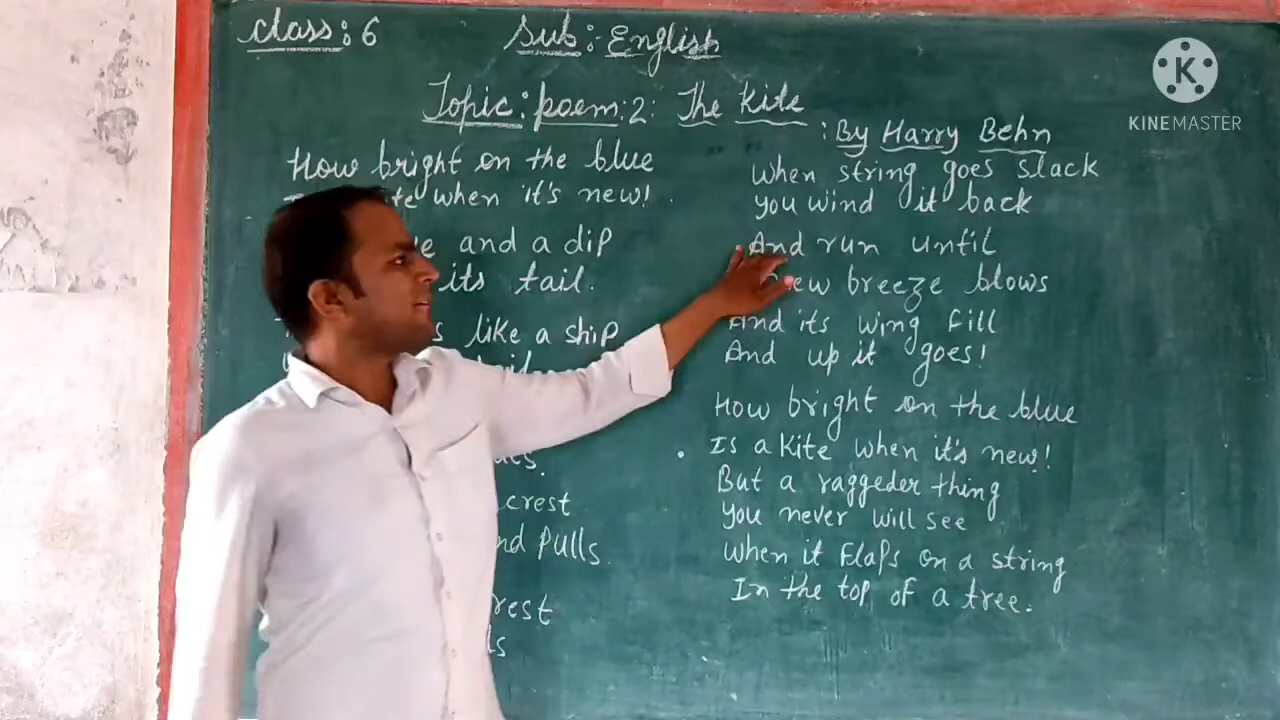 Class: 6
Sub: English
Topic: poem: 2: The Kite
: By Harry Behn
How bright on the blue
when it's new!
and a dip
its tail.
like a ship
crest
nd pulls.
When string goes slack
You wind it back
And run until
new breeze blows
And its wing fill
And up it goes!
How bright on the blue
Is a kite when it's new!
But a raggeder thing
You never will see
When it flaps on a string
In the top of a tree.
K
KINEMASTER